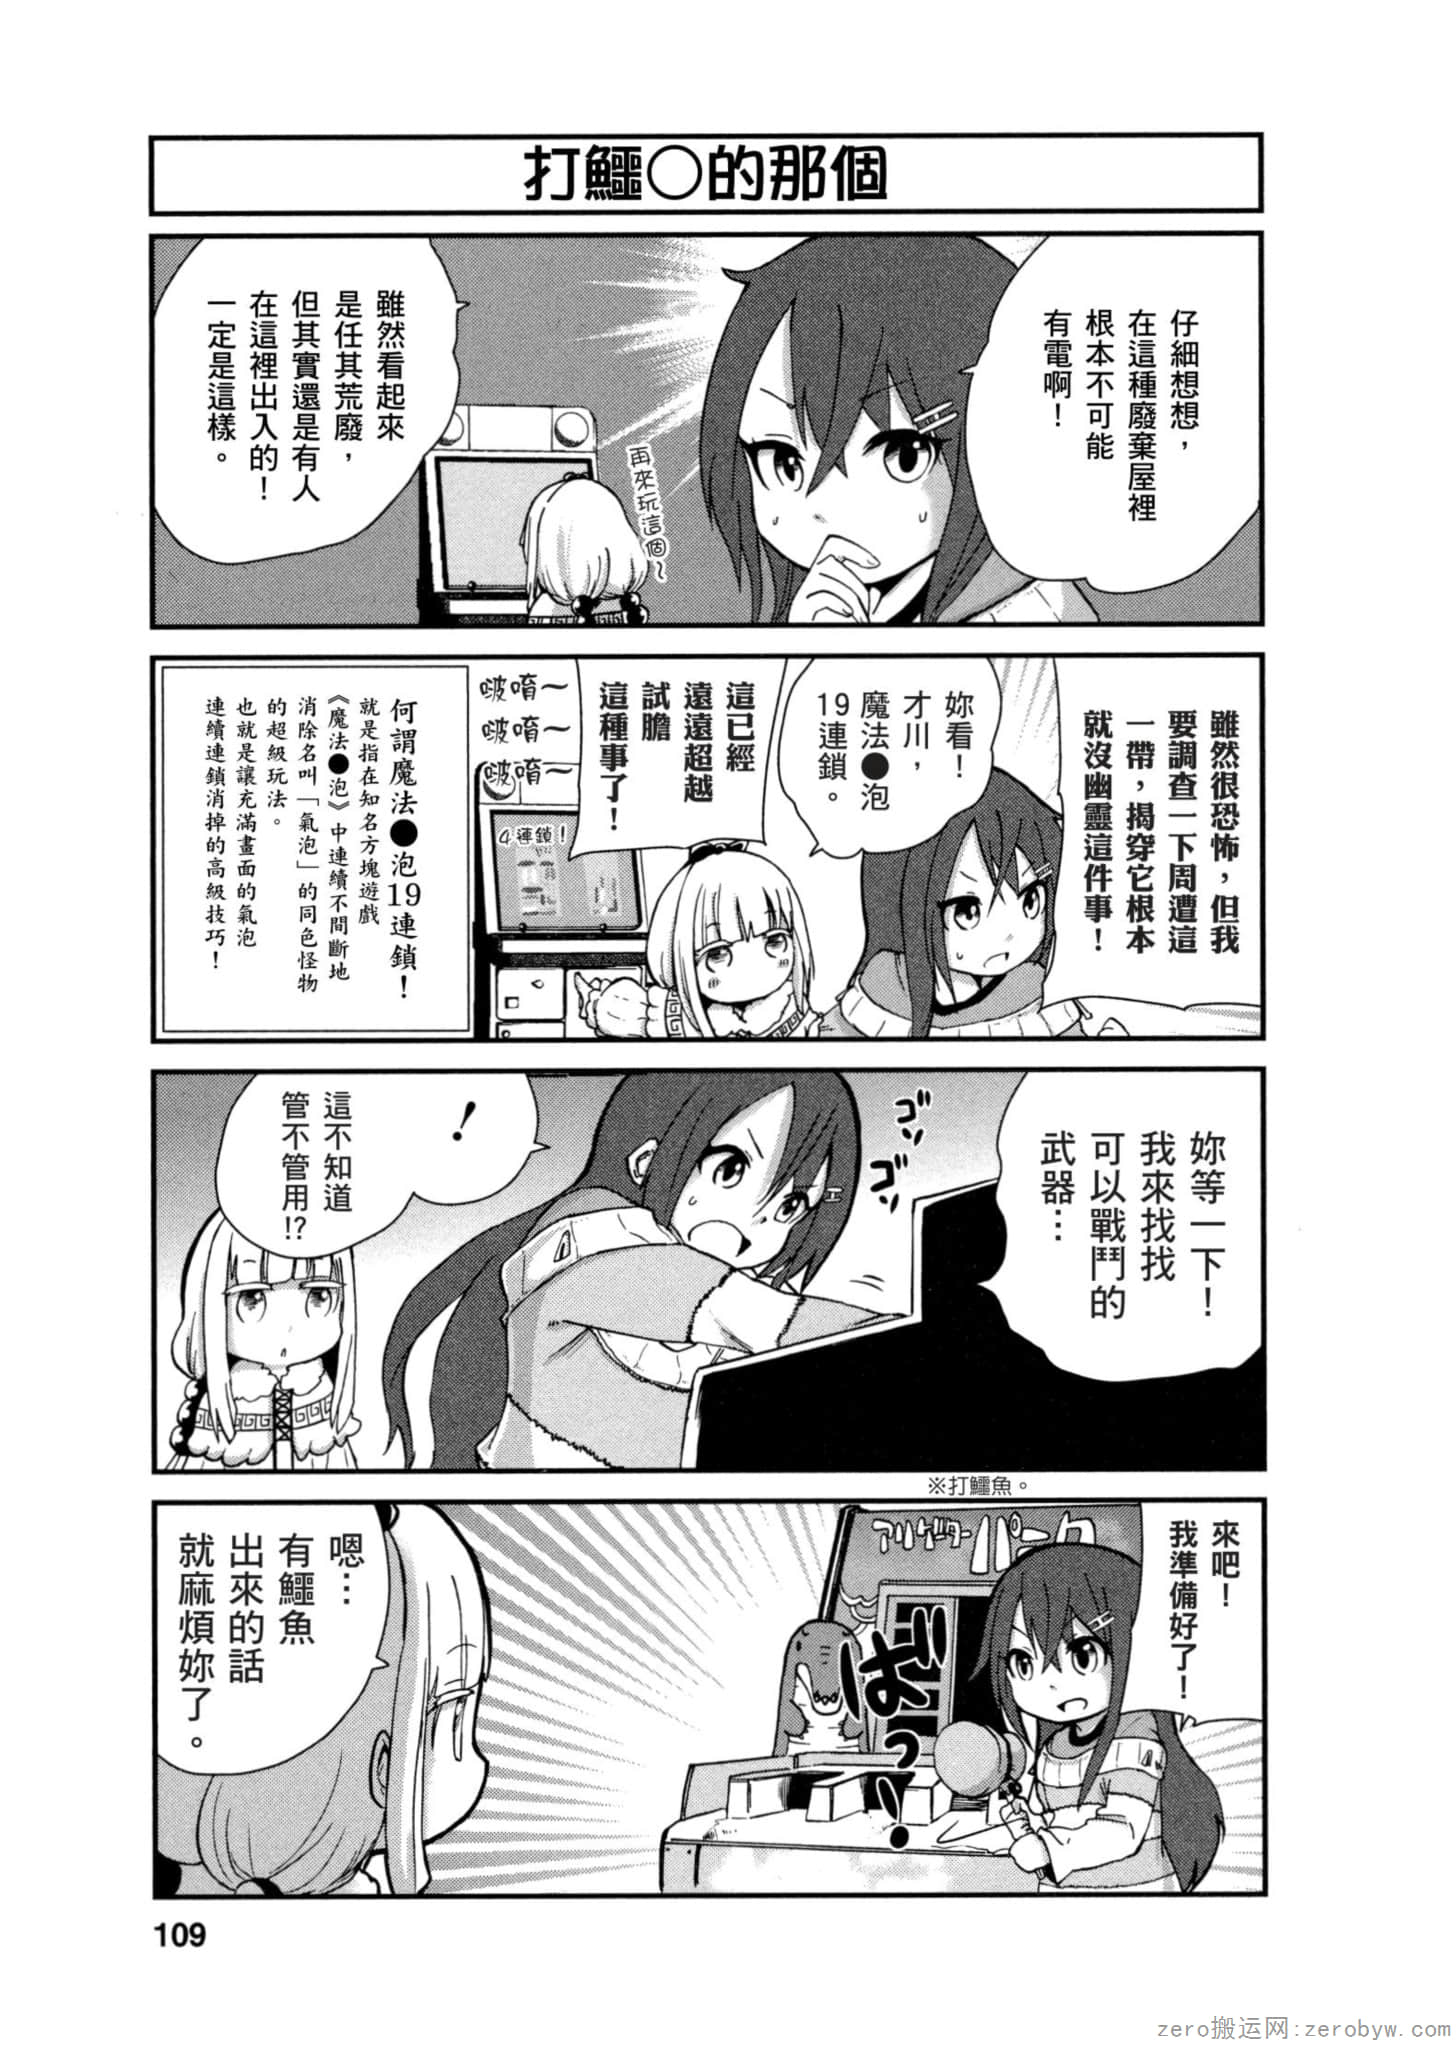 打鱷○的那個
仔細想想，
在這種廢棄屋裡
根本不可能
有電啊！
再來玩這個～
雖然看起來
是任其荒廢，
但其實還是有人
在這裡出入的！
一定是這樣。
雖然很恐怖，但我
要調查一下周遭這
一帶，揭穿它根本
就沒幽靈這件事！
妳看！
才川，
魔法●泡
19連鎖。
這已經
遠遠超越
試膽
這種事了！
啵唷～
啵唷～
啵唷～
4連鎖！
何謂魔法●泡19連鎖！
就是指在知名方塊遊戲
《魔法●泡》中連續不間斷地
消除名叫「氣泡」的同色怪物
的超級玩法。
也就是讓充滿畫面的氣泡
連續連鎖消掉的高級技巧！
妳等一下！
我來找找
可以戰鬥的
武器…
ゴソ
ゴソ
！
這不知道
管不管用!?
※打鱷魚。
來吧！
我準備好了！
アリゲーターパニック
ばっ！
嗯…
有鱷魚
出來的話
就麻煩妳了。
109
zero搬运网:zerobyw.com